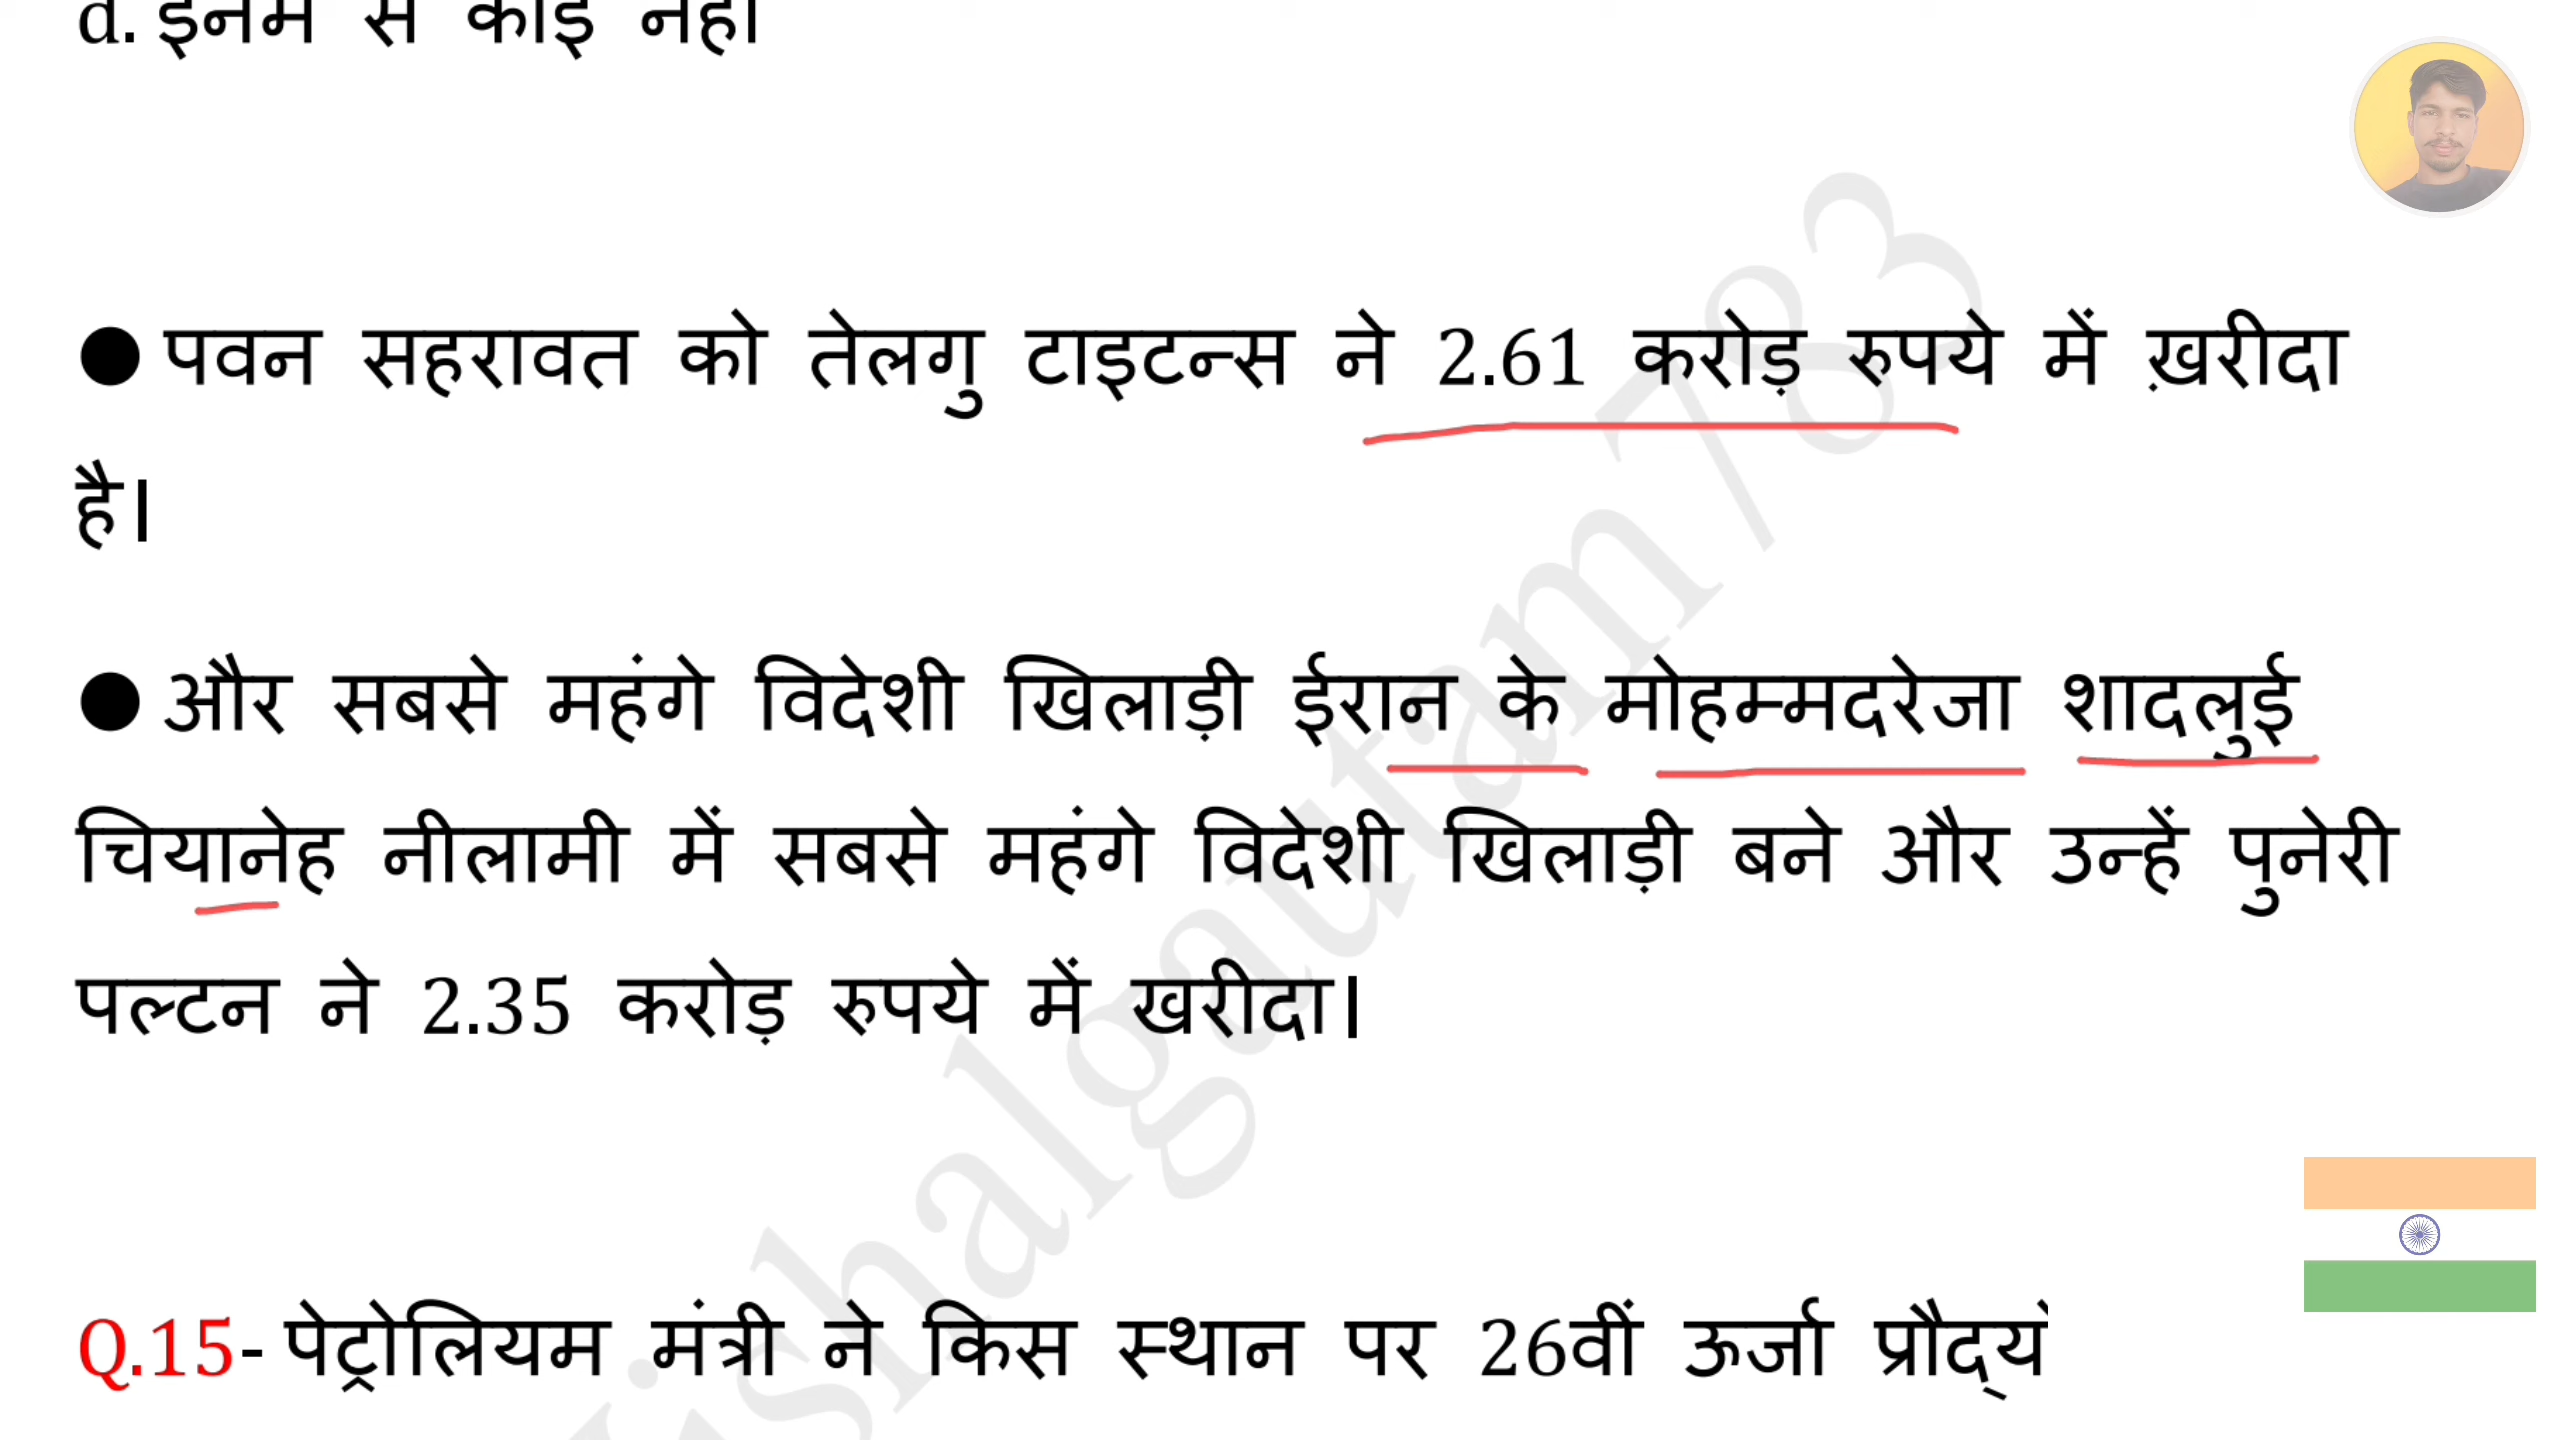 d. इनमें से कोई नहीं
● पवन सहरावत को तेलगु टाइटन्स ने 2.61 करोड़ रुपये में ख़रीदा
है।
● और सबसे महंगे विदेशी खिलाड़ी ईरान के मोहम्मदरेजा शादलुई
चियानेह नीलामी में सबसे महंगे विदेशी खिलाड़ी बने और उन्हें पुनेरी
पल्टन ने 2.35 करोड़ रुपये में खरीदा।
Q.15- पेट्रोलियम मंत्री ने किस स्थान पर 26वीं ऊर्जा
ishalgautam783